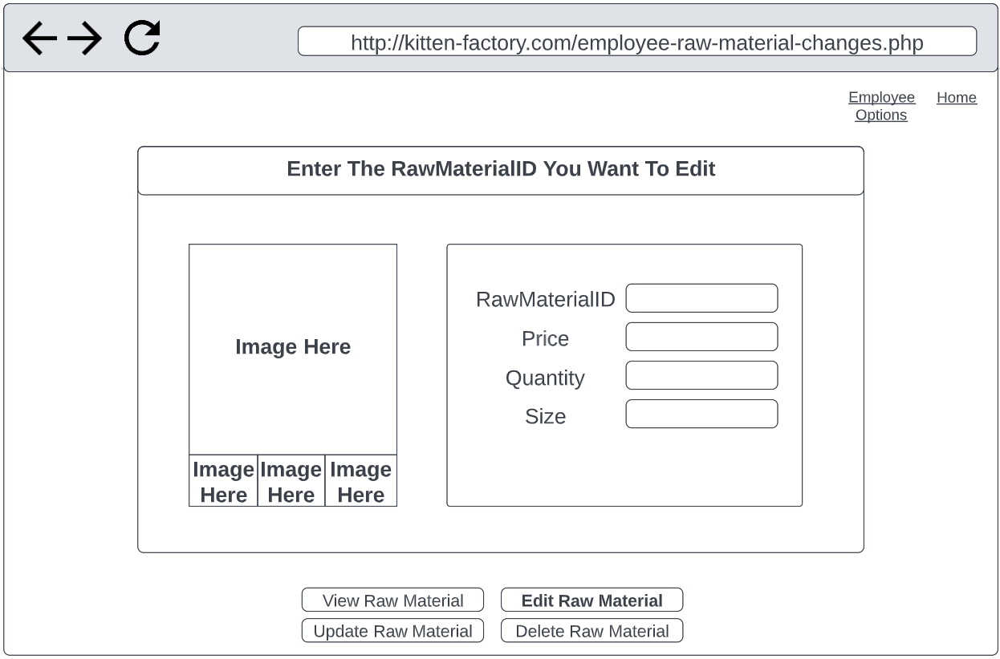 http://kitten-factory.com/employee-raw-material-changes.php
Employee
Options
Home
Enter The RawMaterialID You Want To Edit
Image Here
Image
Here
Image
Here
Image
Here
RawMaterialID
Price
Quantity
Size
View Raw Material
Edit Raw Material
Update Raw Material
Delete Raw Material